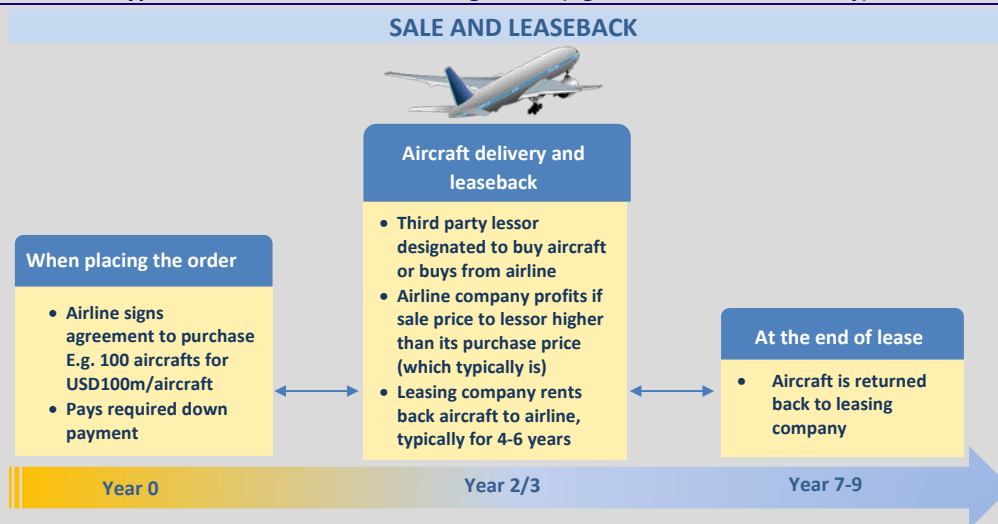 SALE AND LEASEBACK
Aircraft delivery and
leaseback
• Third party lessor
designated to buy aircraft
or buys from airline
• Airline company profits if
sale price to lessor higher
than its purchase price
(which typically is)
• Leasing company rents
back aircraft to airline,
typically for 4-6 years
When placing the order
• Airline signs
agreement to purchase
E.g. 100 aircrafts for
USD100m/aircraft
• Pays required down
payment
At the end of lease
• Aircraft is returned
back to leasing
company
Year 0
Year 2/3
Year 7-9